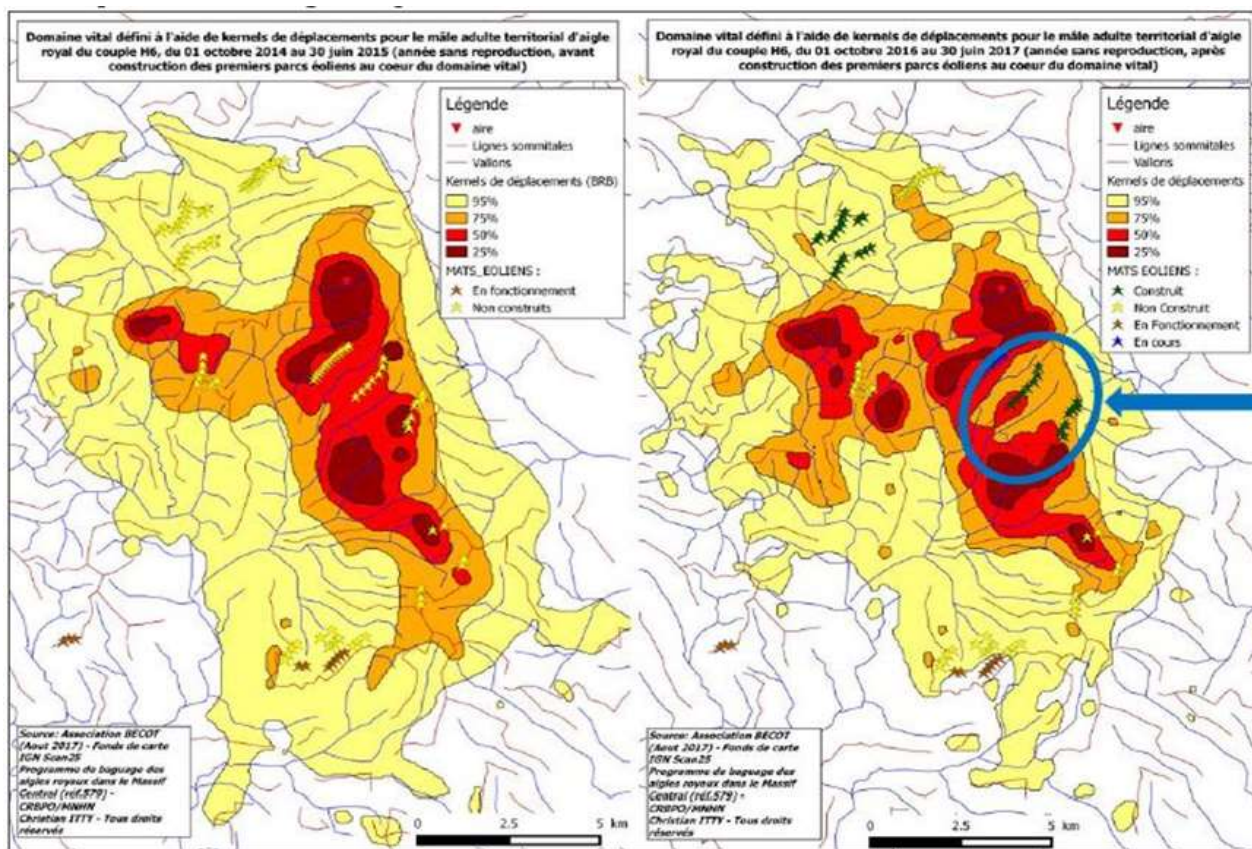 Domaine vital défini à l'aide de kernels de déplacements pour le mâle adulte territorial d'aigle
royal du couple H6, du 01 octobre 2014 au 30 juin 2015 (année sans reproduction, avant
construction des premiers parcs éoliens au coeur du domaine vital)
Légende
aire
Lignes sommitales
Vallons
Kernels de déplacements (BRB)
95%
75%
50%
25%
MATS_EOLIENS :
En fonctionnement
Non construits
Source: Association BECOT
(Aout 2017) - Fonds de carte
IGN Scan25
Programme de baguage des
aigles royaux dans le Massif
Central (réf.579) -
CRBPO/MNHN
Christian ITTY - Tous droits
réservés
0 2.5 5 km
Domaine vital défini à l'aide de kernels de déplacements pour le mâle adulte territorial d'aigle
royal du couple H6, du 01 octobre 2016 au 30 juin 2017 (année sans reproduction, après
construction des premiers parcs éoliens au coeur du domaine vital)
Légende
aire
Lignes sommitales
Vallons
Kernels de déplacements
95%
75%
50%
25%
MATS EOLIENS :
Construit
Non Construit
En Fonctionnement
En cours
Source: Association BECOT
(Aout 2017) - Fonds de carte
IGN Scan25
Programme de baguage des
aigles royaux dans le Massif
Central (réf.579) -
CRBPO/MNHN
Christian ITTY - Tous droits
réservés
0 2.5 5 km